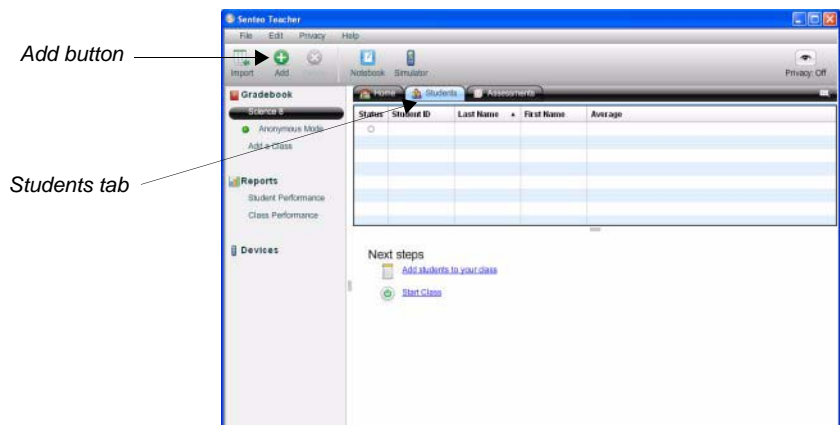 Senteo Teacher
File Edit Privacy Help
Add button
Import Add Notebook Simulator Privacy: Off
Gradebook Home Students Assessments
Science 8 Status Student ID Last Name First Name Average
Anonymous Mode
Add a Class
Students tab
Reports
Student Performance
Class Performance
Devices Next steps
Add students to your class
Start Class